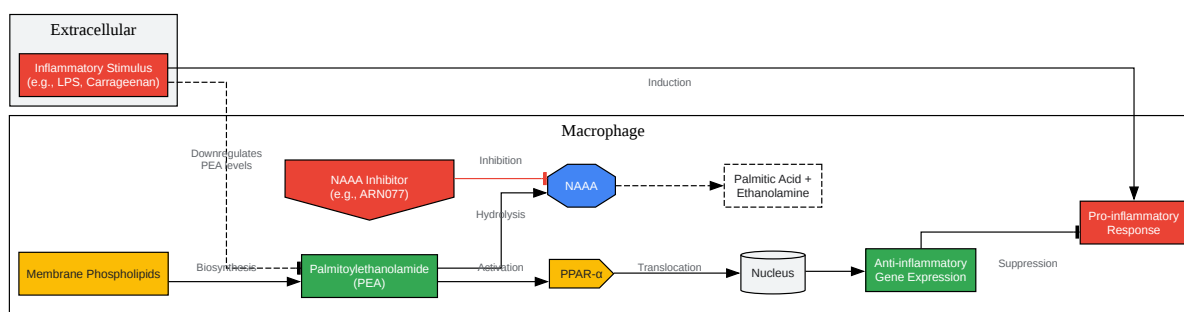 Extracellular
Inflammatory Stimulus
(e.g., LPS, Carrageenan)
Induction
Macrophage
Downregulates
PEA levels
NAAA Inhibitor
(e.g., ARN077)
Inhibition
NAAA
Palmitic Acid +
Ethanolamine
Hydrolysis
Pro-inflammatory
Response
Membrane Phospholipids
Biosynthesis
Palmitoylethanolamide
(PEA)
Activation
PPAR-α
Translocation
Nucleus
Anti-inflammatory
Gene Expression
Suppression